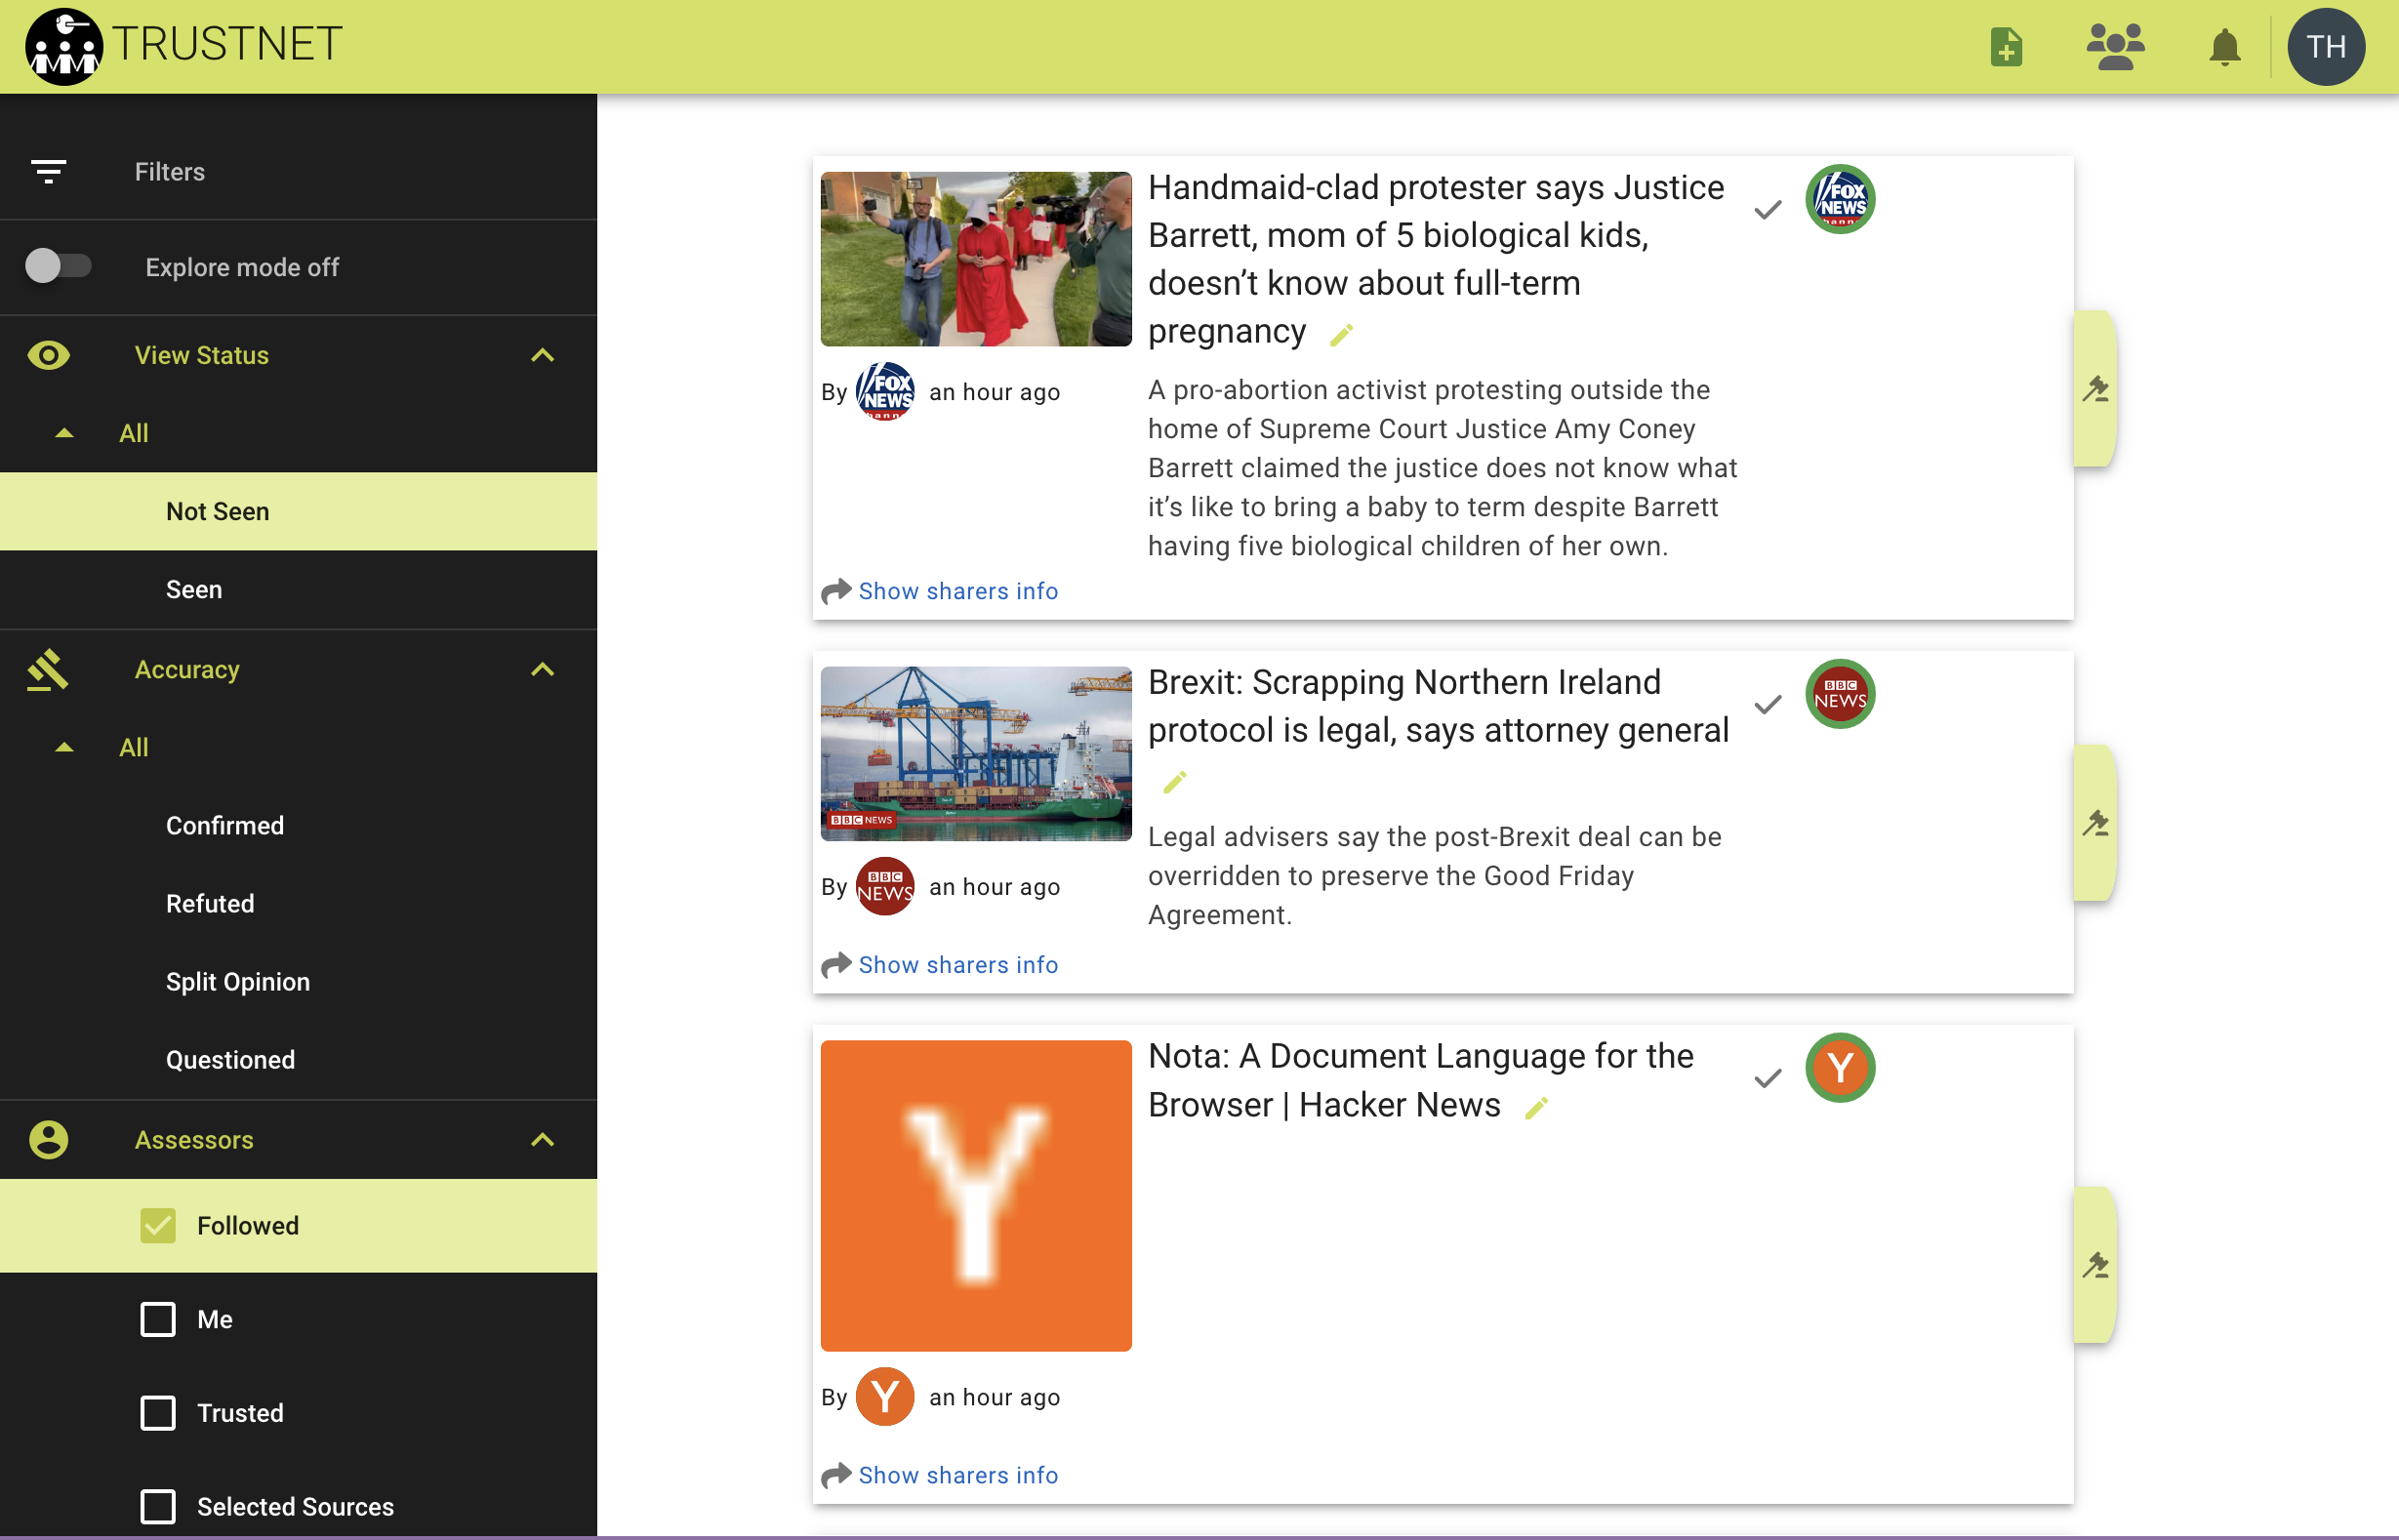 TRUSTNET
TH
Filters
Explore mode off
View Status
All
Not Seen
Seen
Accuracy
All
Confirmed
Refuted
Split Opinion
Questioned
Assessors
Followed
Me
Trusted
Selected Sources
Handmaid-clad protester says Justice
Barrett, mom of 5 biological kids,
doesn’t know about full-term
pregnancy
FOX
NEWS
By
FOX
NEWS
an hour ago
A pro-abortion activist protesting outside the
home of Supreme Court Justice Amy Coney
Barrett claimed the justice does not know what
it’s like to bring a baby to term despite Barrett
having five biological children of her own.
Show sharers info
Brexit: Scrapping Northern Ireland
protocol is legal, says attorney general
BBC
NEWS
BBC NEWS
By
BBC
NEWS
an hour ago
Legal advisers say the post-Brexit deal can be
overridden to preserve the Good Friday
Agreement.
Show sharers info
Nota: A Document Language for the
Browser | Hacker News
Y
Y
By
Y
an hour ago
Show sharers info